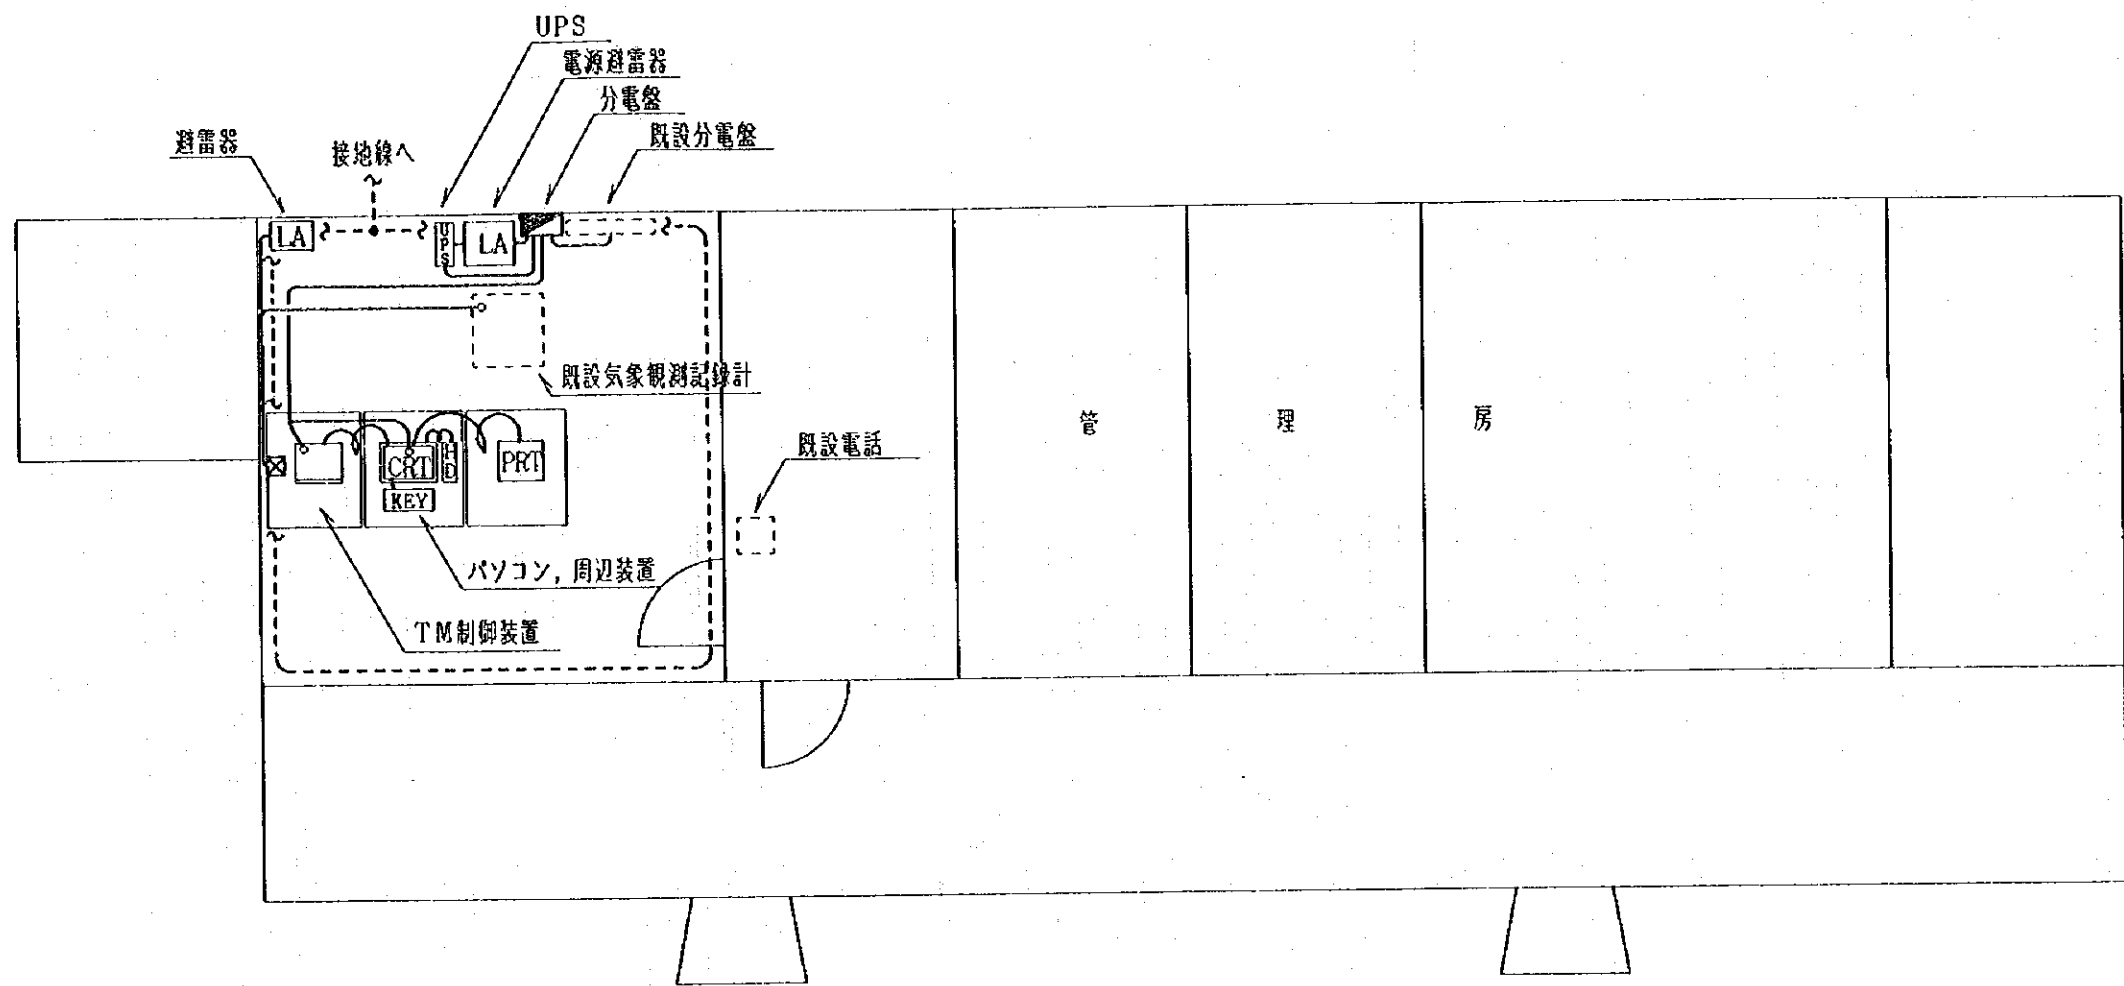 UPS
電源避雷器
分電盤
既設分電盤
避雷器
接地線へ
LA
UPS
LA
既設気象観測記録計
管理房
既設電話
CRT
HD
PRT
KEY
パソコン,周辺装置
TM制御装置